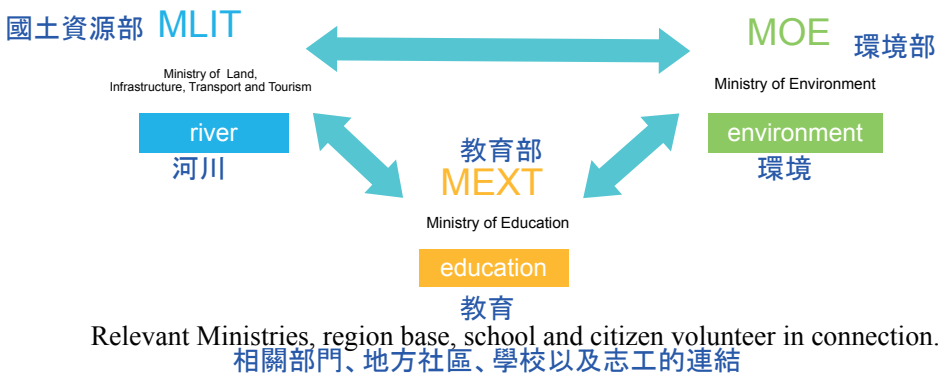 國土資源部 MLIT
Ministry of Land,
Infrastructure, Transport and Tourism
river
河川
MOE 環境部
Ministry of Environment
environment
環境
教育部
MEXT
Ministry of Education
education
教育
Relevant Ministries, region base, school and citizen volunteer in connection.
相關部門、地方社區、學校以及志工的連結